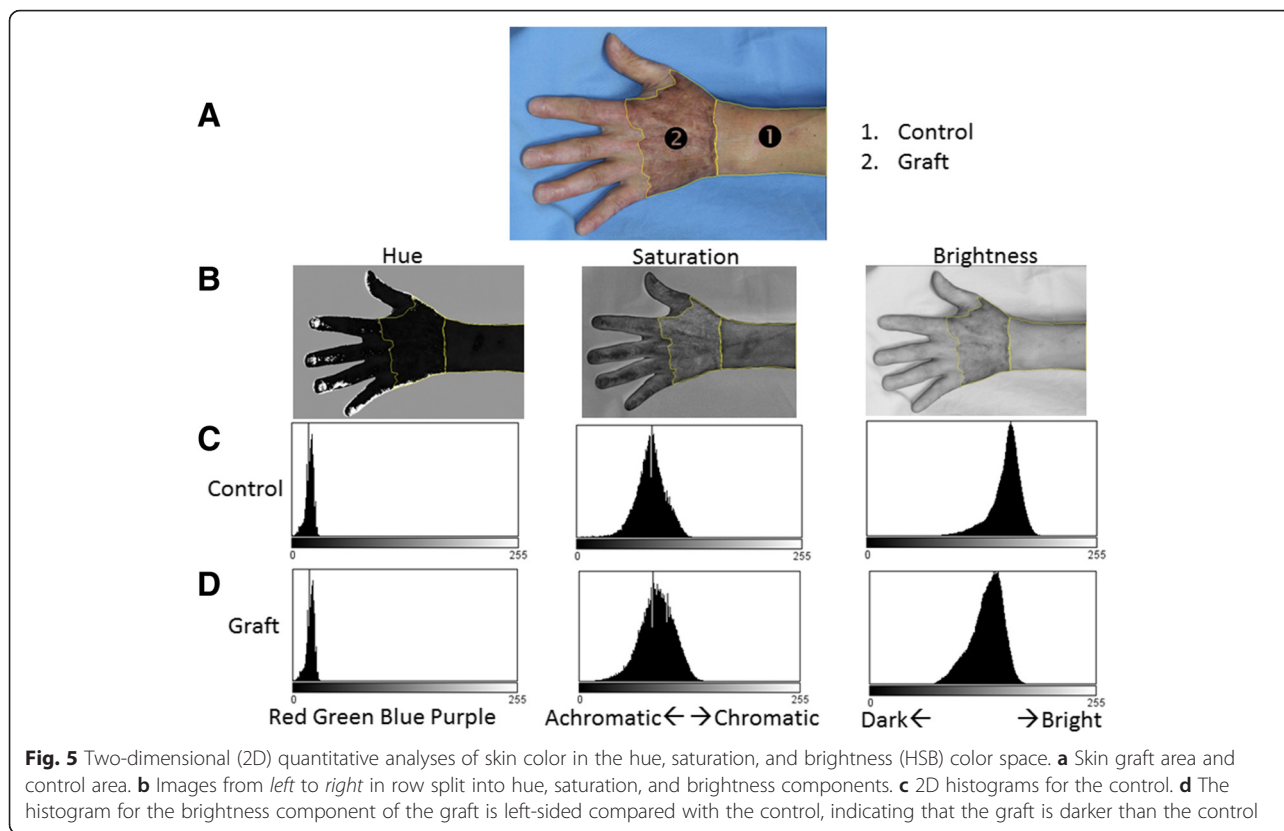 A
2
1
1. Control
2. Graft
Hue Saturation Brightness
B
C
Control
0 255 0 255 0 255
D
Graft
0 255 0 255 0 255
Red Green Blue Purple Achromatic← →Chromatic Dark← →Bright
Fig. 5 Two-dimensional (2D) quantitative analyses of skin color in the hue, saturation, and brightness (HSB) color space. a Skin graft area and
control area. b Images from left to right in row split into hue, saturation, and brightness components. c 2D histograms for the control. d The
histogram for the brightness component of the graft is left-sided compared with the control, indicating that the graft is darker than the control